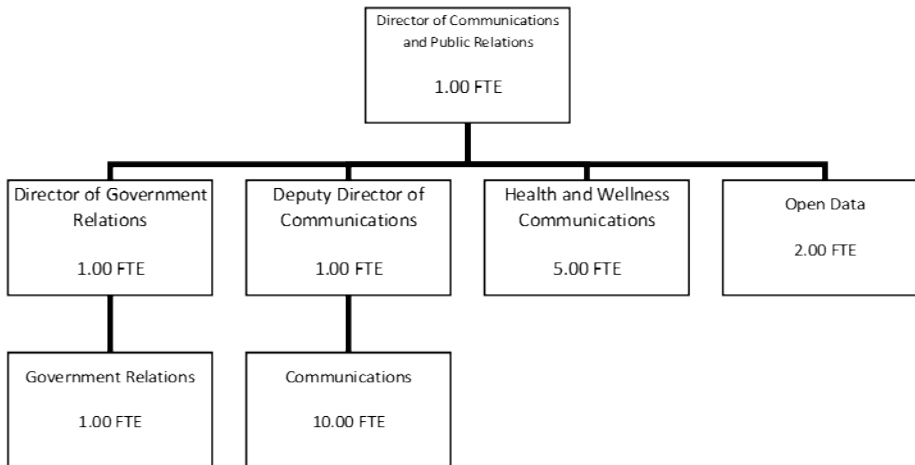 Director of Communications
and Public Relations
1.00 FTE
Director of Government
Relations
1.00 FTE
Deputy Director of
Communications
1.00 FTE
Health and Wellness
Communications
5.00 FTE
Open Data
2.00 FTE
Government Relations
1.00 FTE
Communications
10.00 FTE